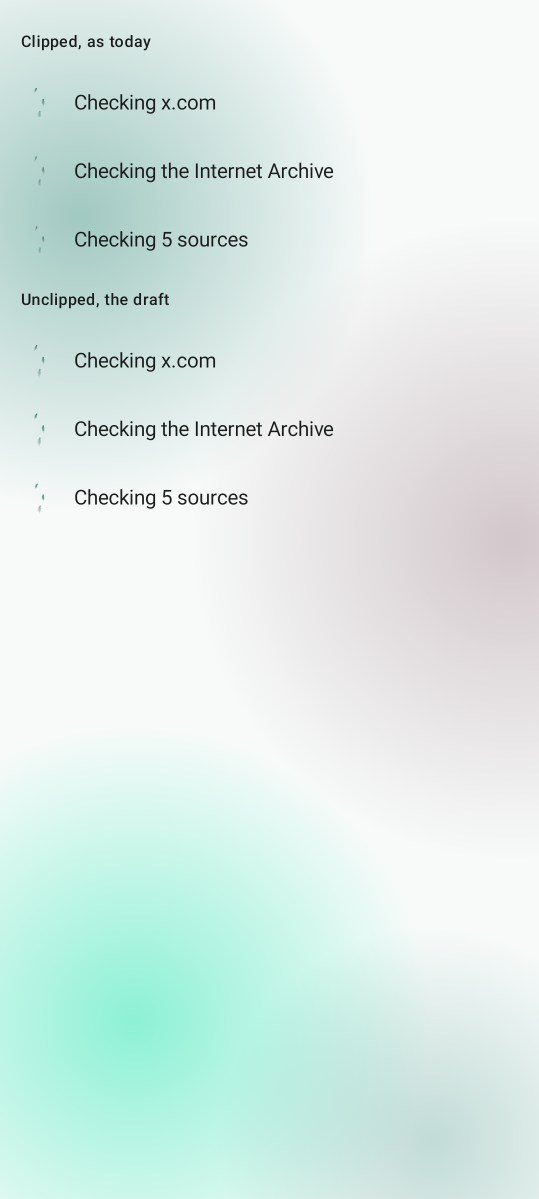 Clipped, as today
Checking x.com
Checking the Internet Archive
Checking 5 sources
Unclipped, the draft
Checking x.com
Checking the Internet Archive
Checking 5 sources